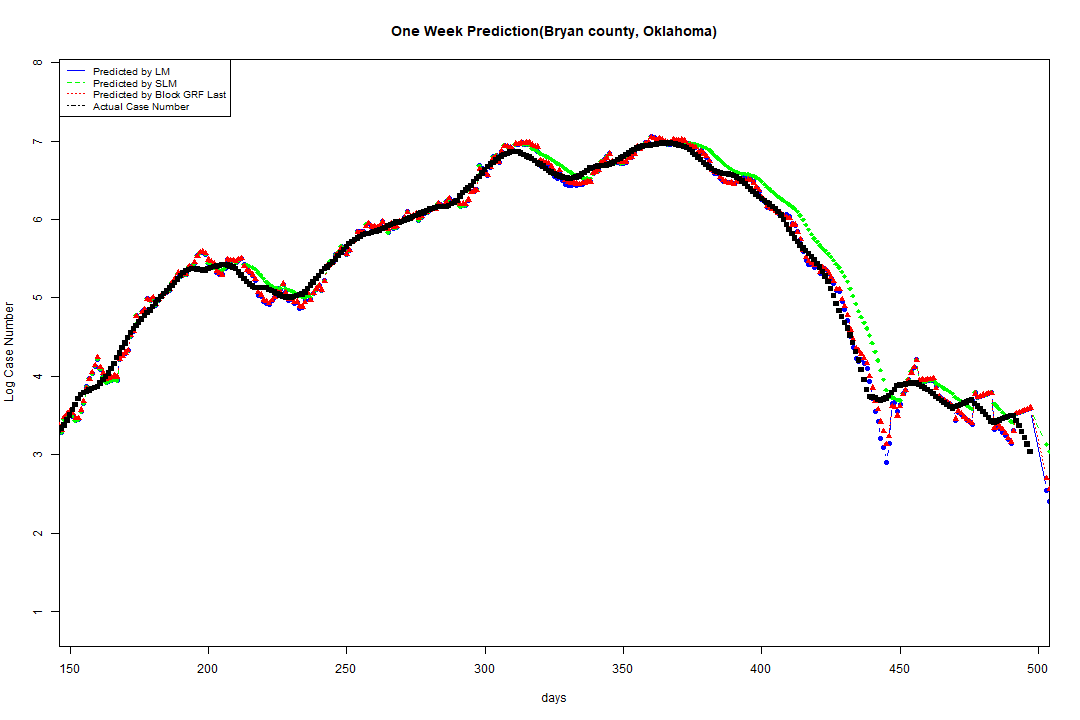 One Week Prediction(Bryan county, Oklahoma)
Predicted by LM
Predicted by SLM
Predicted by Block GRF Last
Actual Case Number
8
7
6
5
4
3
2
1
Log Case Number
150 200 250 300 350 400 450 500
days